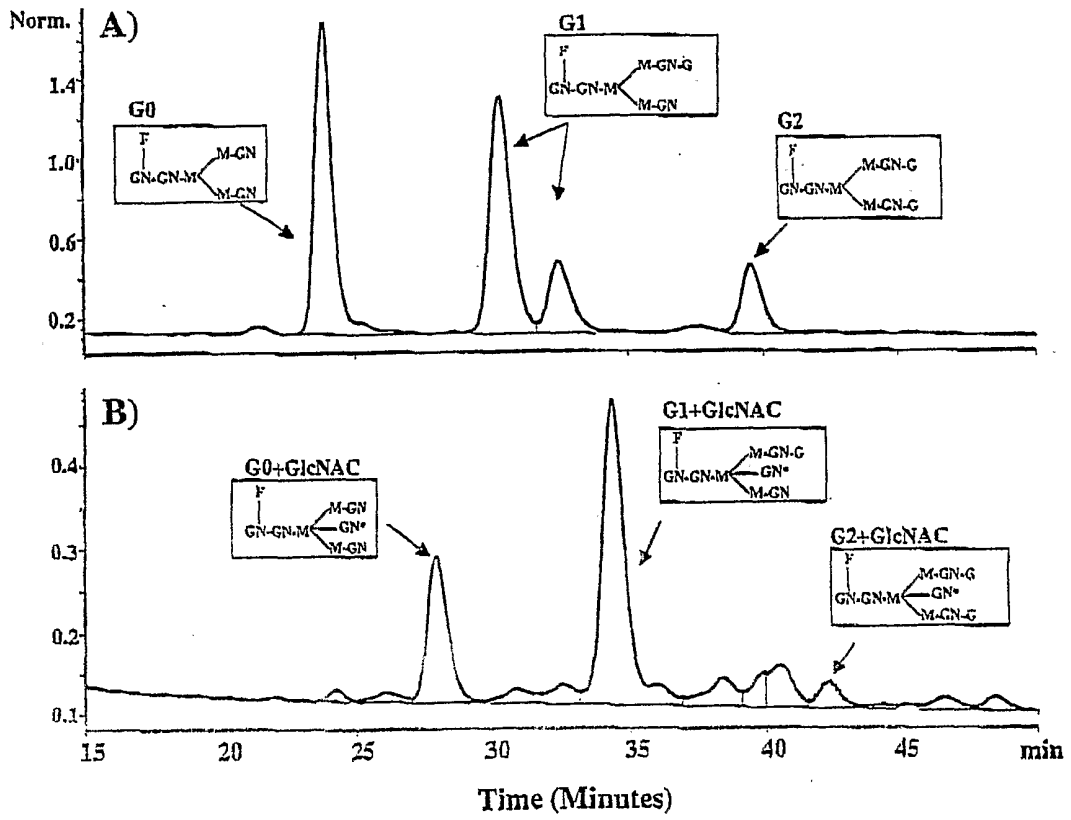 Norm.
A)
1.4
1.0
0.6
0.2
G0
F
GN-GN-M
M-GN
M-GN
G1
F
GN-GN-M
M-GN-G
M-GN
G2
F
GN-GN-M
M-GN-G
M-GN-G
B)
0.4
0.3
0.2
0.1
G0+GlcNAC
F
GN-GN-M
M-GN
GN*
M-GN
G1+GlcNAC
F
GN-GN-M
M-GN-G
GN*
M-GN
G2+GlcNAC
F
GN-GN-M
M-GN-G
GN*
M-GN-G
15 20 25 30 35 40 45 min
Time (Minutes)